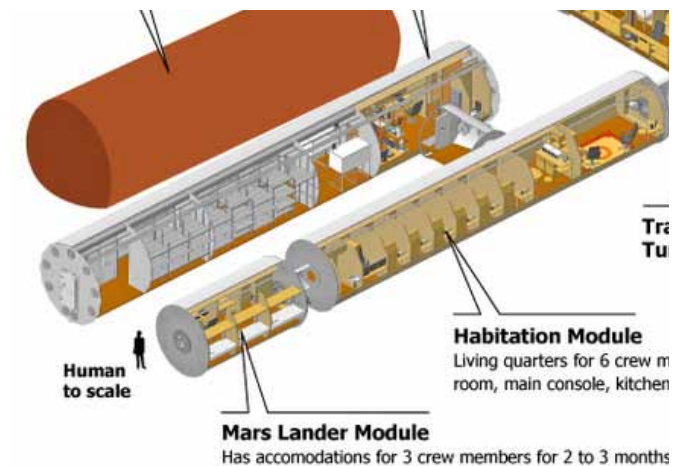 Tra
Tu
Habitation Module
Living quarters for 6 crew m
room, main console, kitchen
Human
to scale
Mars Lander Module
Has accomodations for 3 crew members for 2 to 3 months